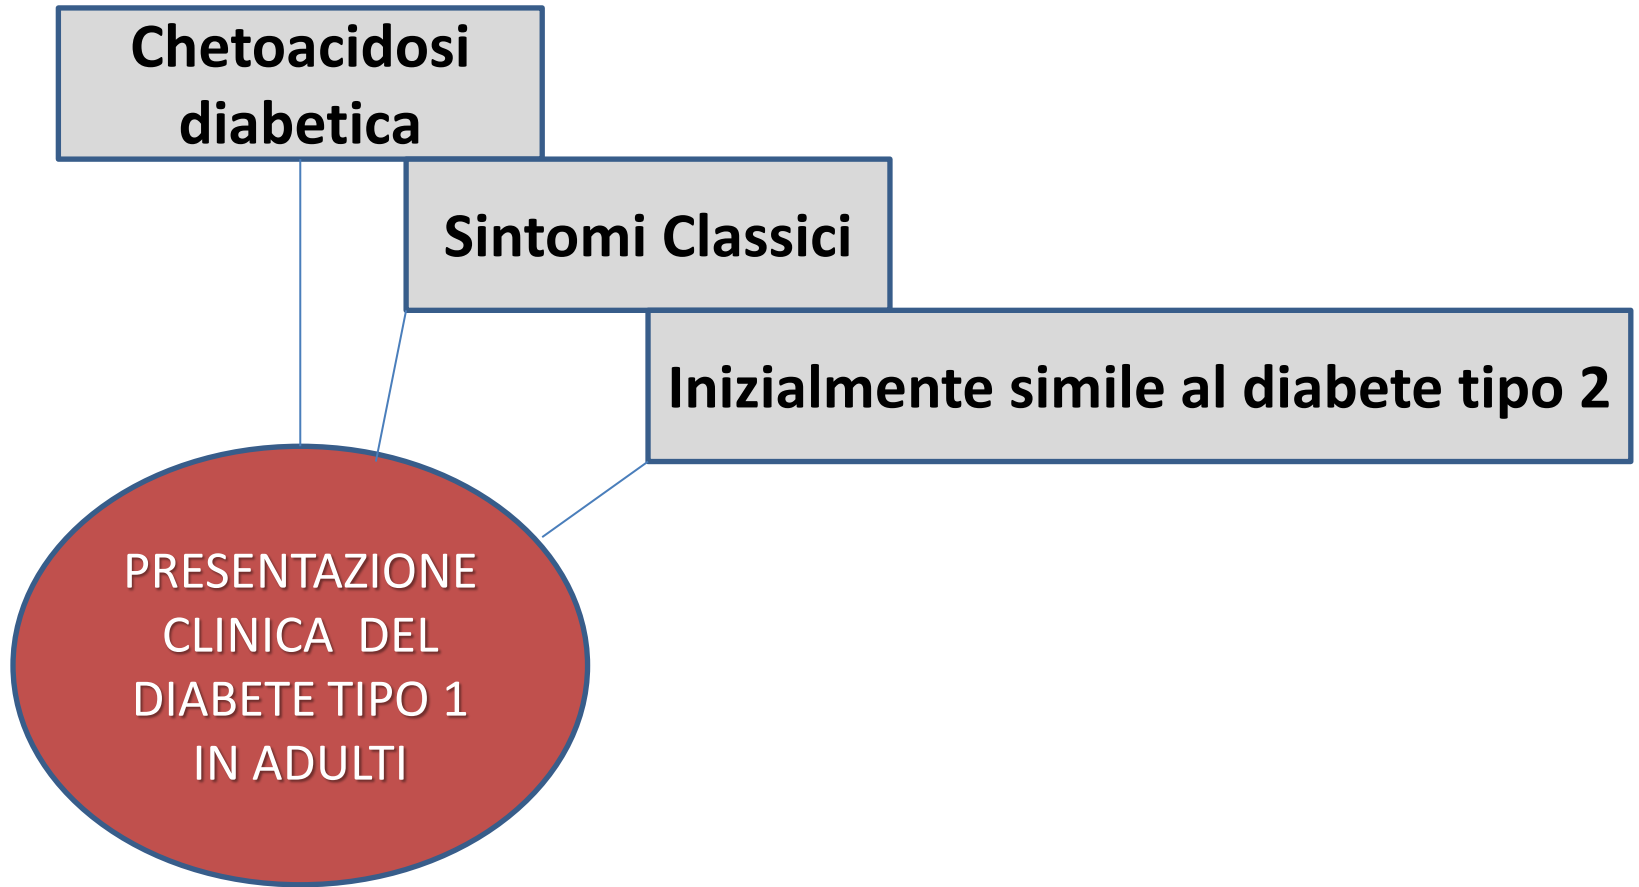 Chetoacidosi
diabetica
Sintomi Classici
Inizialmente simile al diabete tipo 2
PRESENTAZIONE
CLINICA DEL
DIABETE TIPO 1
IN ADULTI